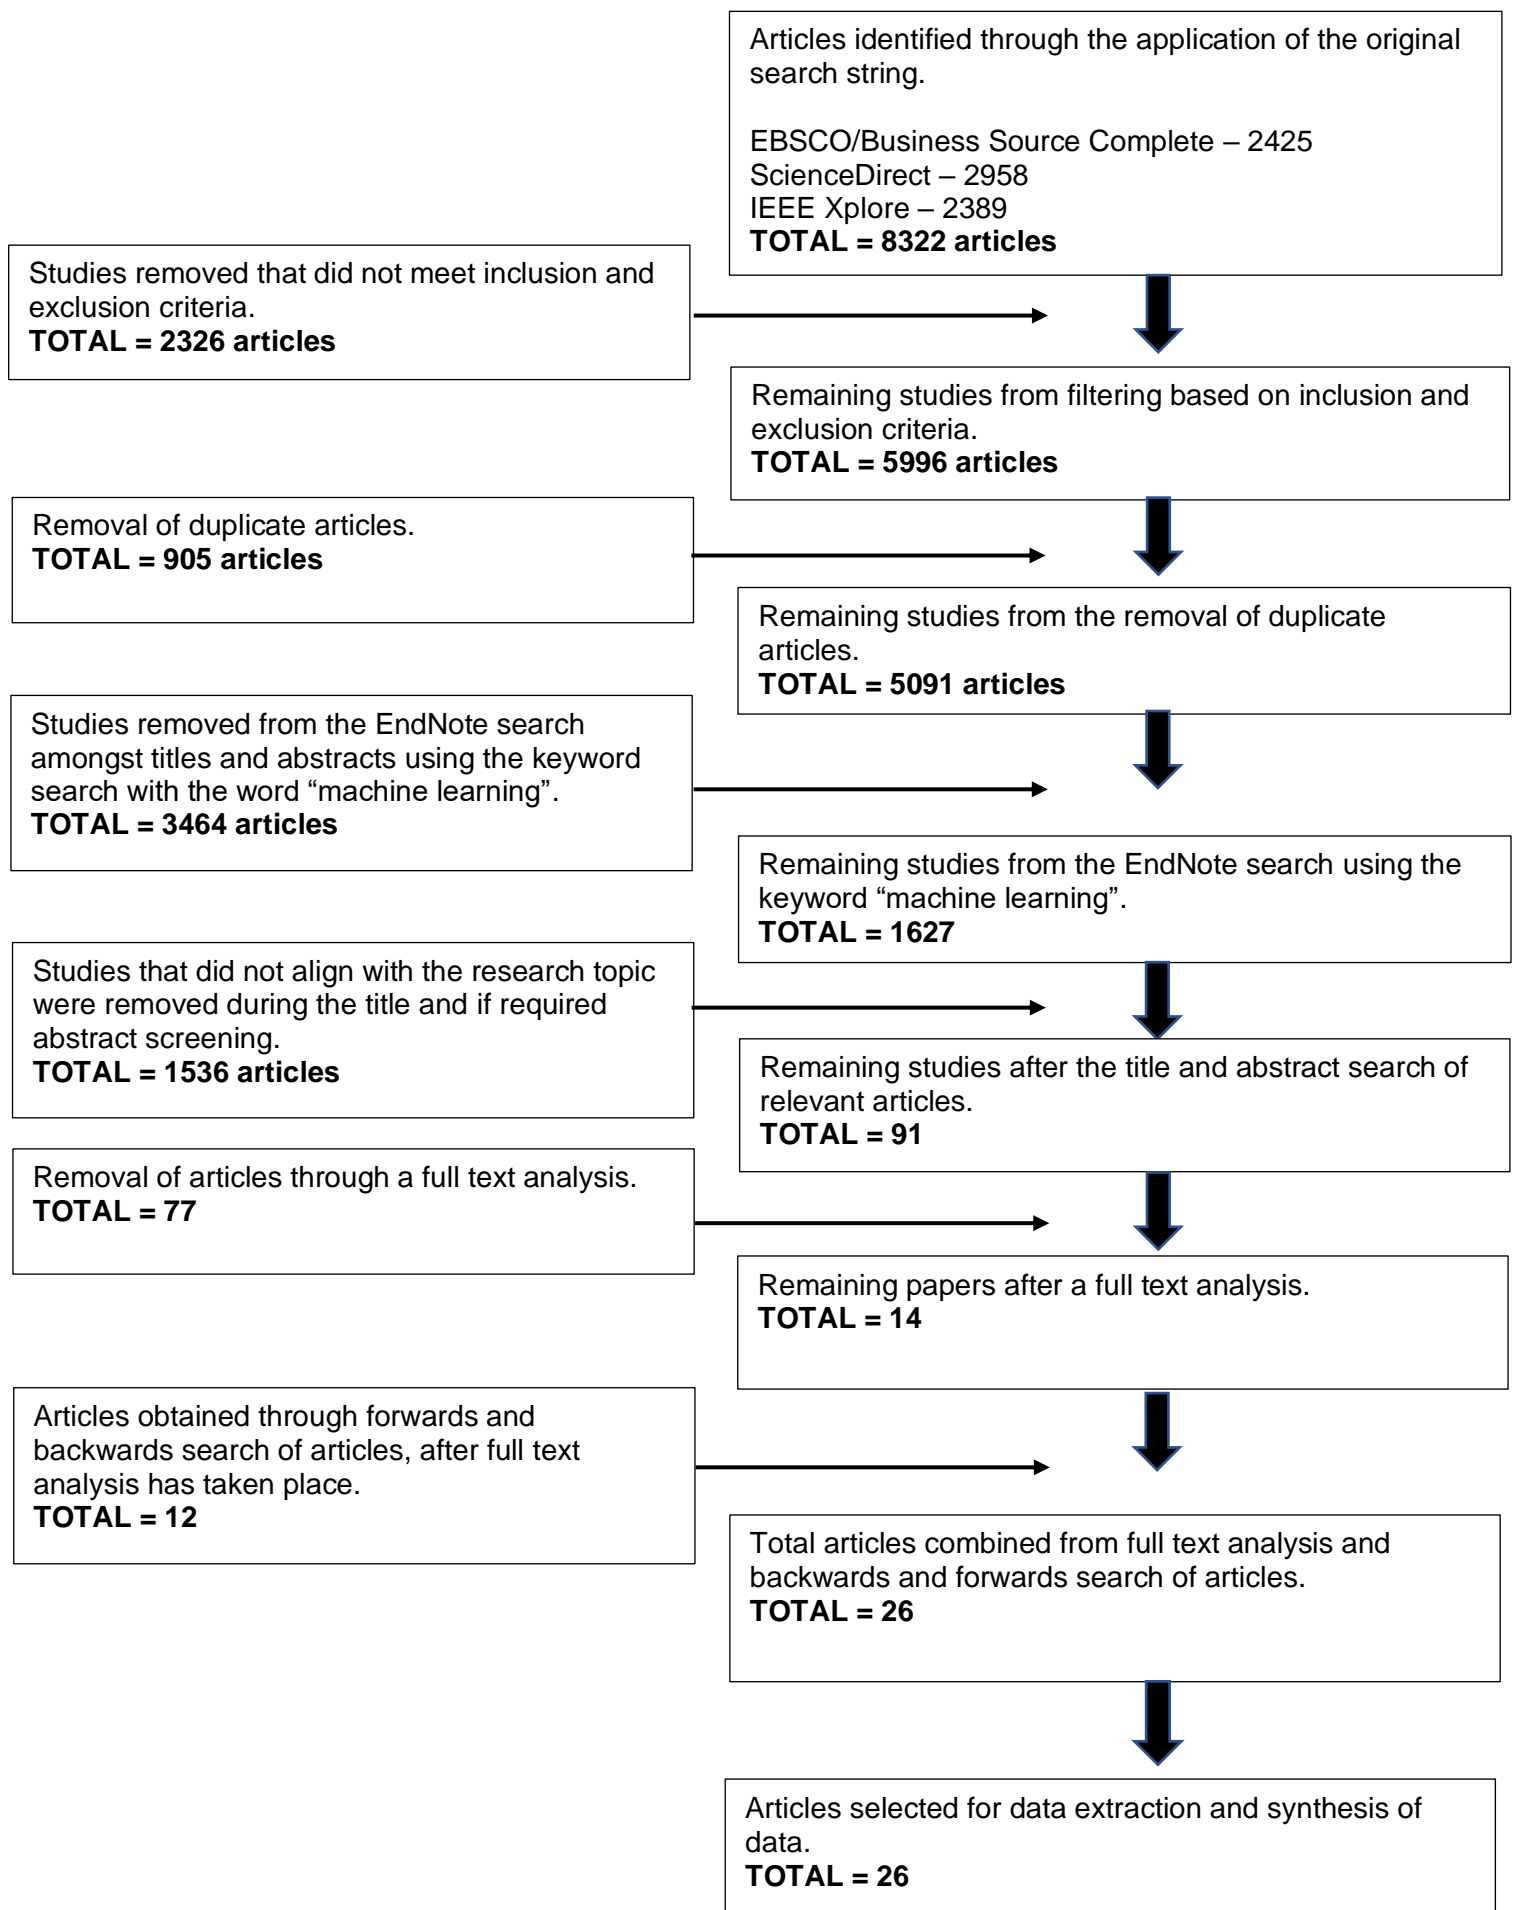 Articles identified through the application of the original
search string.
EBSCO/Business Source Complete – 2425
ScienceDirect – 2958
IEEE Xplore – 2389
TOTAL = 8322 articles
Studies removed that did not meet inclusion and
exclusion criteria.
TOTAL = 2326 articles
Remaining studies from filtering based on inclusion and
exclusion criteria.
TOTAL = 5996 articles
Removal of duplicate articles.
TOTAL = 905 articles
Remaining studies from the removal of duplicate
articles.
TOTAL = 5091 articles
Studies removed from the EndNote search
amongst titles and abstracts using the keyword
search with the word “machine learning”.
TOTAL = 3464 articles
Remaining studies from the EndNote search using the
keyword “machine learning”.
TOTAL = 1627
Studies that did not align with the research topic
were removed during the title and if required
abstract screening.
TOTAL = 1536 articles
Remaining studies after the title and abstract search of
relevant articles.
TOTAL = 91
Removal of articles through a full text analysis.
TOTAL = 77
Remaining papers after a full text analysis.
TOTAL = 14
Articles obtained through forwards and
backwards search of articles, after full text
analysis has taken place.
TOTAL = 12
Total articles combined from full text analysis and
backwards and forwards search of articles.
TOTAL = 26
Articles selected for data extraction and synthesis of
data.
TOTAL = 26